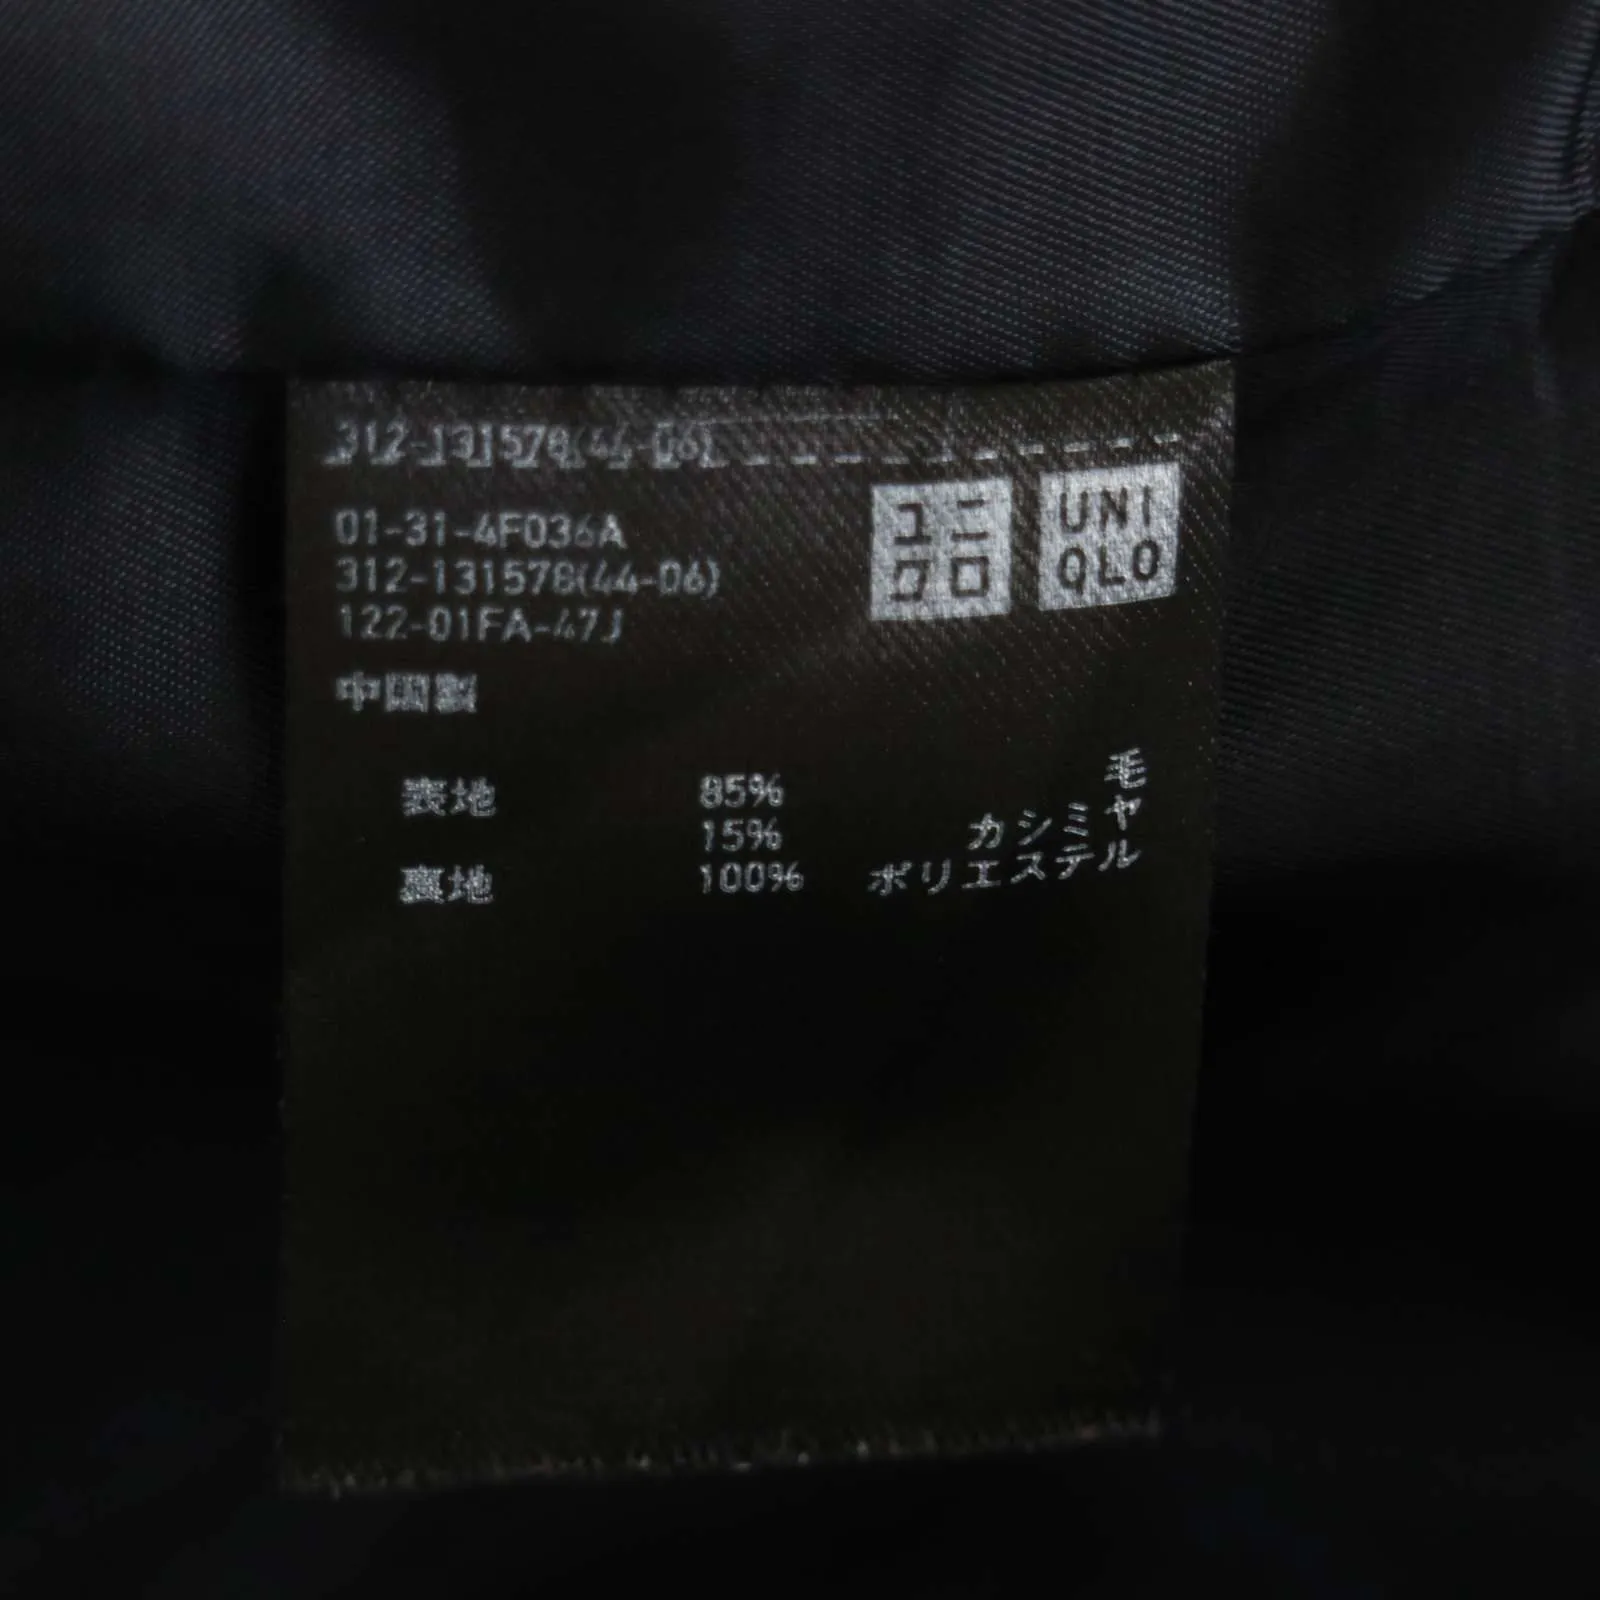 312-131578(44-06)
ユニクロ UNIQLO
01-31-4F036A
312-131578(44-06)
122-01FA-47J
中国製
表地 85% 毛
15% カシミヤ
裏地 100% ポリエステル